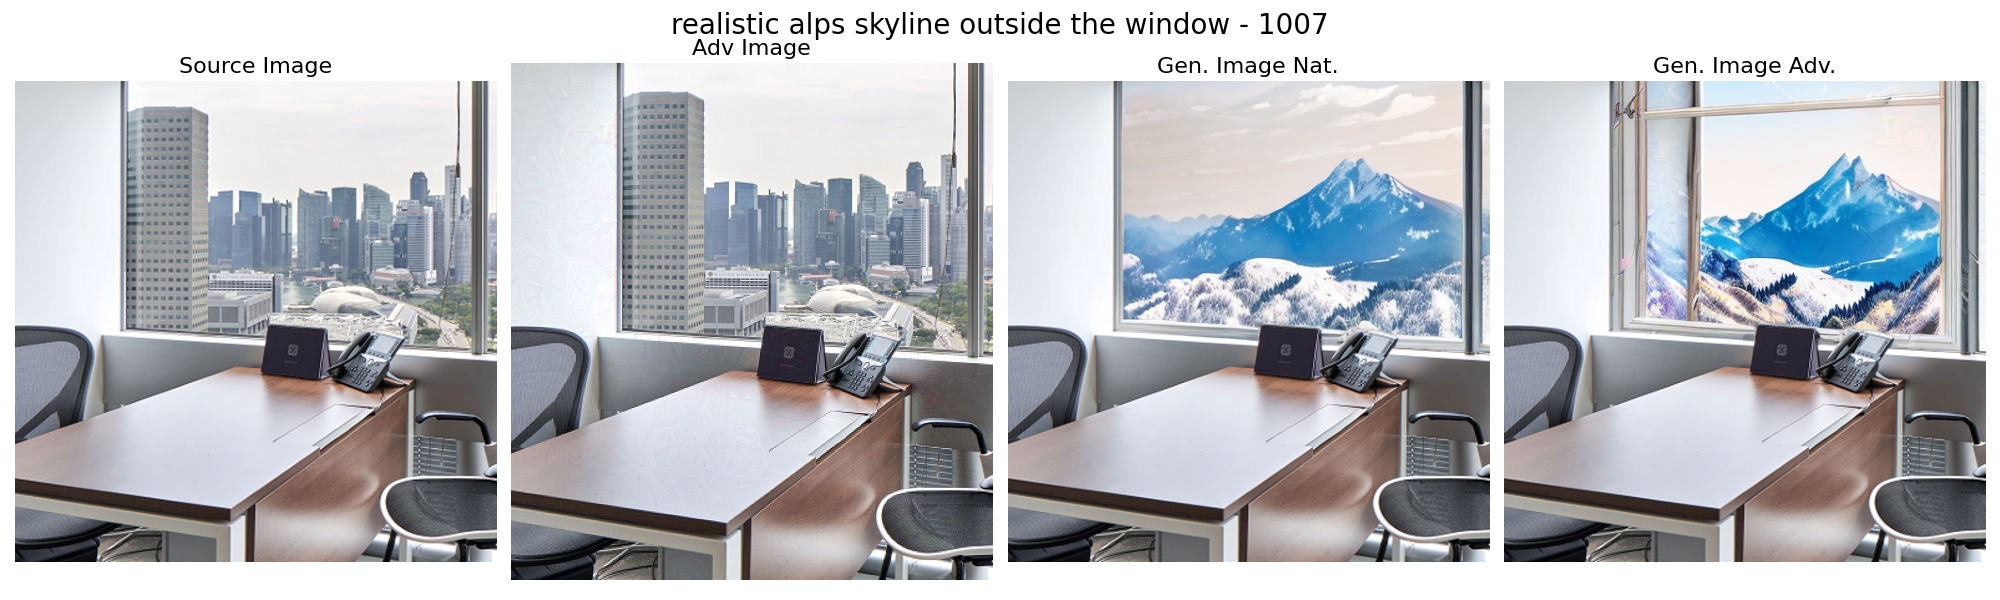 realistic alps skyline outside the window - 1007
Source Image
Adv Image
Gen. Image Nat.
Gen. Image Adv.